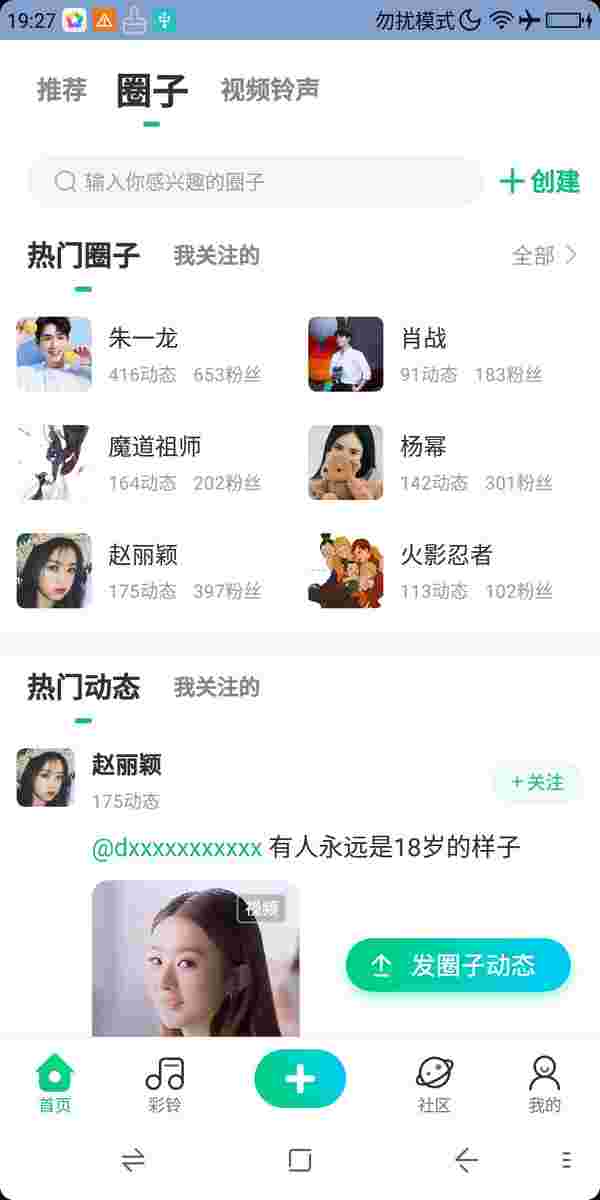 19:27 勿扰模式
推荐 圈子 视频铃声
输入你感兴趣的圈子 创建
热门圈子 我关注的 全部
朱一龙 肖战
416动态 653粉丝 91动态 183粉丝
魔道祖师 杨幂
164动态 202粉丝 142动态 301粉丝
赵丽颖 火影忍者
175动态 397粉丝 113动态 102粉丝
热门动态 我关注的
赵丽颖
175动态
+关注
@dxxxxxxxxxxx 有人永远是18岁的样子
视频
发圈子动态
首页 彩铃 社区 我的